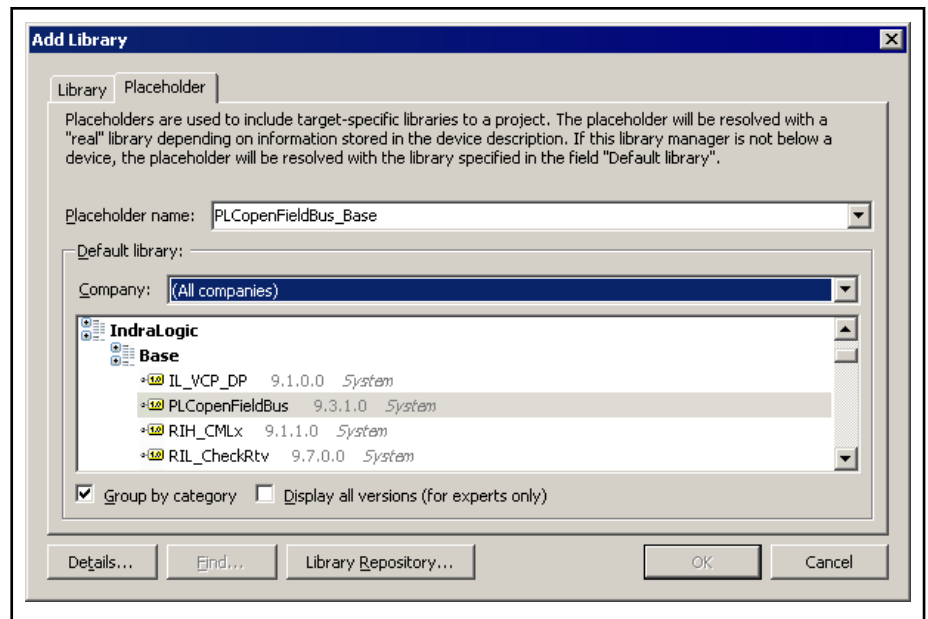 Add Library
Library Placeholder
Placeholders are used to include target-specific libraries to a project. The placeholder will be resolved with a
"real" library depending on information stored in the device description. If this library manager is not below a
device, the placeholder will be resolved with the library specified in the field "Default library".
Placeholder name: PLCopenFieldBus_Base
Default library:
Company: (All companies)
IndraLogic
Base
IL_VCP_DP 9.1.0.0 System
PLCopenFieldBus 9.3.1.0 System
RIH_CMLx 9.1.1.0 System
RIL_CheckRtv 9.7.0.0 System
Group by category Display all versions (for experts only)
Details... Find... Library Repository... OK Cancel